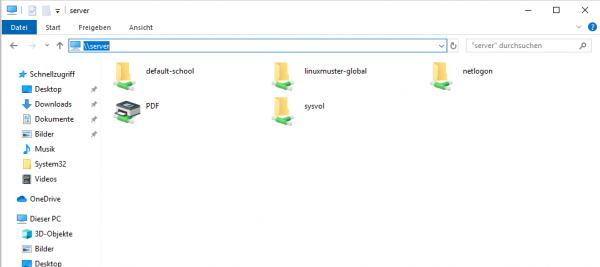 server
Datei Start Freigeben Ansicht
\\server
"server" durchsuchen
Schnellzugriff
Desktop
Downloads
Dokumente
Bilder
Musik
System32
Videos
OneDrive
Dieser PC
3D-Objekte
Bilder
Desktop
default-school linuxmuster-global netlogon
PDF sysvol